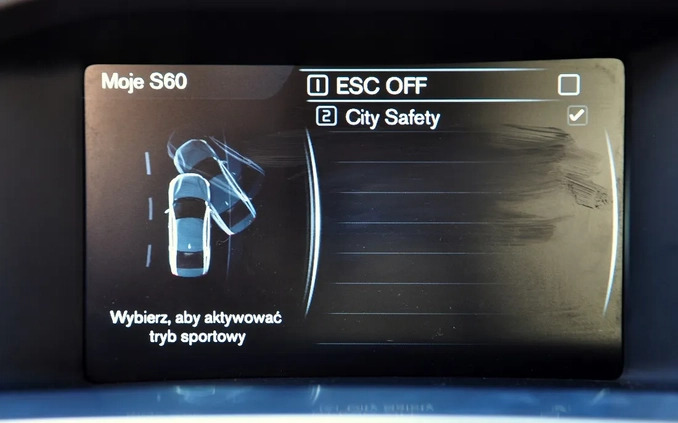 Moje S60
1 ESC OFF
2 City Safety
Wybierz, aby aktywować
tryb sportowy